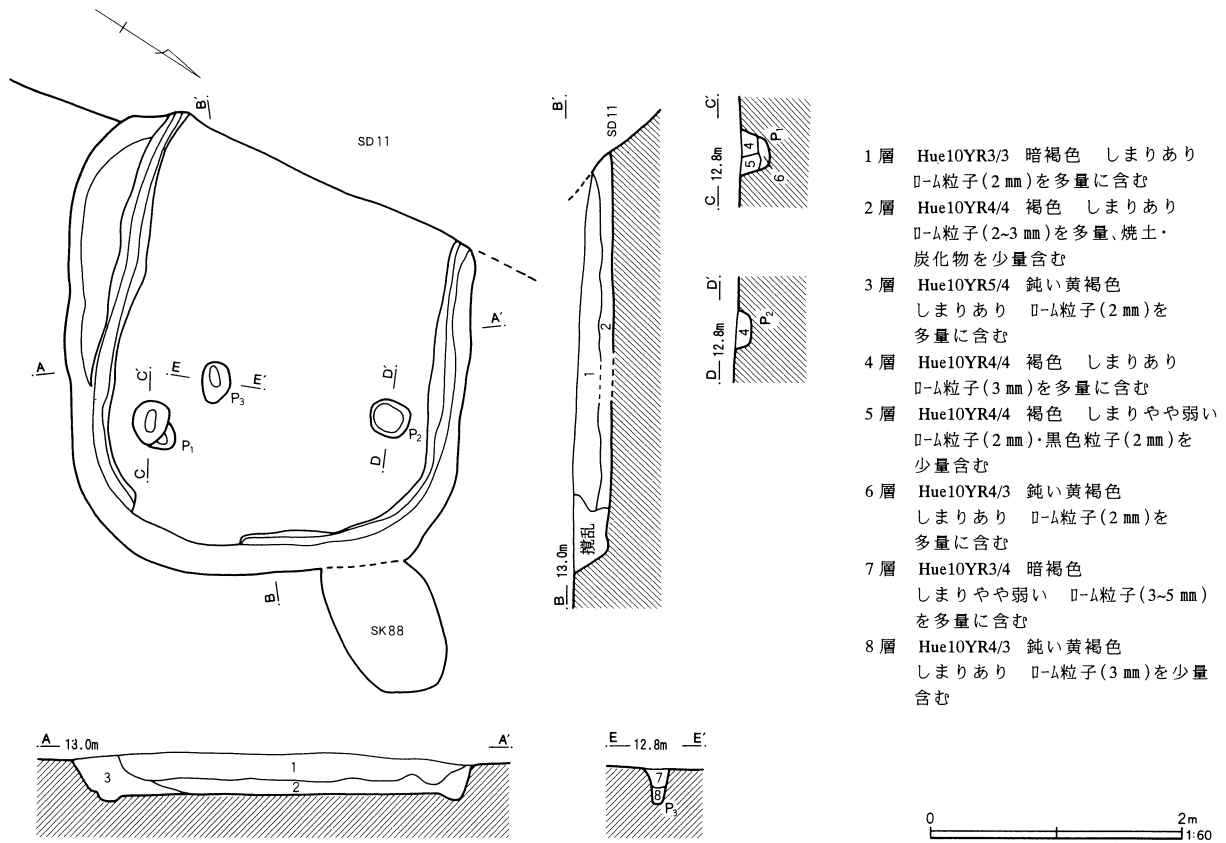 SD11
B′
A
A′
C′
E
E′
P3
D′
P1
P2
C
D
B
SK88
B′
SD11
1
2
撹乱
B 13.0m
C′
C 12.8m
P1
4
5
6
D′
D 12.8m
P2
4
A 13.0m
A′
1
2
3
E 12.8m E′
7
8
P3
1層 Hue10YR3/3 暗褐色 しまりあり
ﾛｰﾑ粒子(2㎜)を多量に含む
2層 Hue10YR4/4 褐色 しまりあり
ﾛｰﾑ粒子(2~3㎜)を多量､焼土･
炭化物を少量含む
3層 Hue10YR5/4 鈍い黄褐色
しまりあり ﾛｰﾑ粒子(2㎜)を
多量に含む
4層 Hue10YR4/4 褐色 しまりあり
ﾛｰﾑ粒子(3㎜)を多量に含む
5層 Hue10YR4/4 褐色 しまりやや弱い
ﾛｰﾑ粒子(2㎜)･黒色粒子(2㎜)を
少量含む
6層 Hue10YR4/3 鈍い黄褐色
しまりあり ﾛｰﾑ粒子(2㎜)を
多量に含む
7層 Hue10YR3/4 暗褐色
しまりやや弱い ﾛｰﾑ粒子(3~5㎜)
を多量に含む
8層 Hue10YR4/3 鈍い黄褐色
しまりあり ﾛｰﾑ粒子(3㎜)を少量
含む
0 2m
1:60